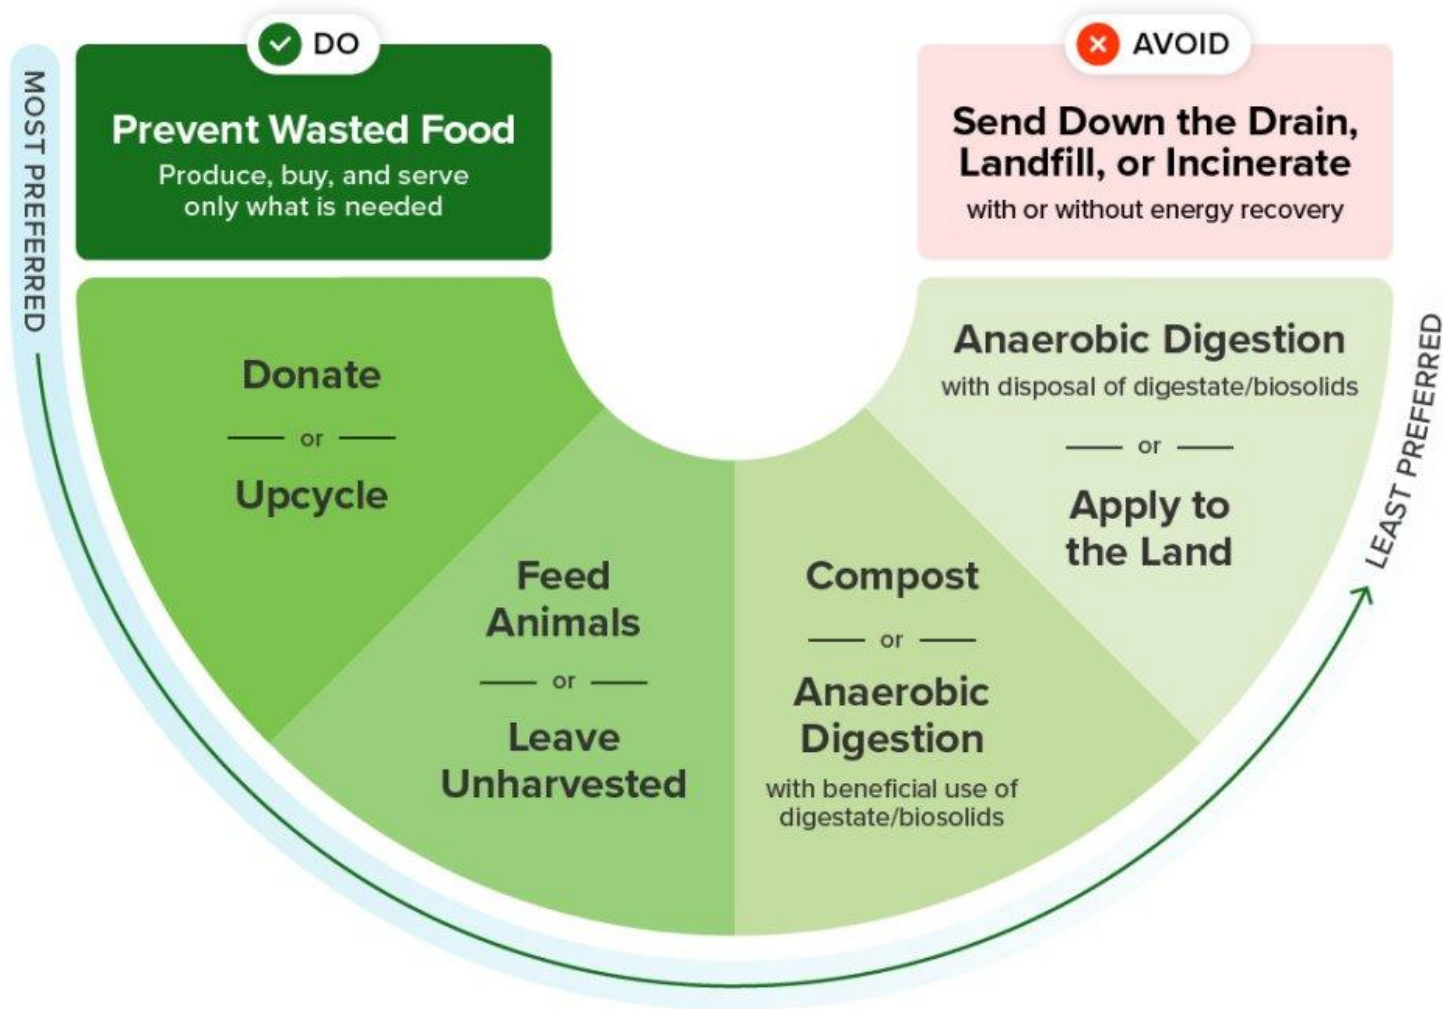 DO
Prevent Wasted Food
Produce, buy, and serve
only what is needed
AVOID
Send Down the Drain,
Landfill, or Incinerate
with or without energy recovery
MOST PREFERRED
Donate
or
Upcycle
Feed
Animals
or
Leave
Unharvested
Compost
or
Anaerobic
Digestion
with beneficial use of
digestate/biosolids
Anaerobic Digestion
with disposal of digestate/biosolids
or
Apply to
the Land
LEAST PREFERRED